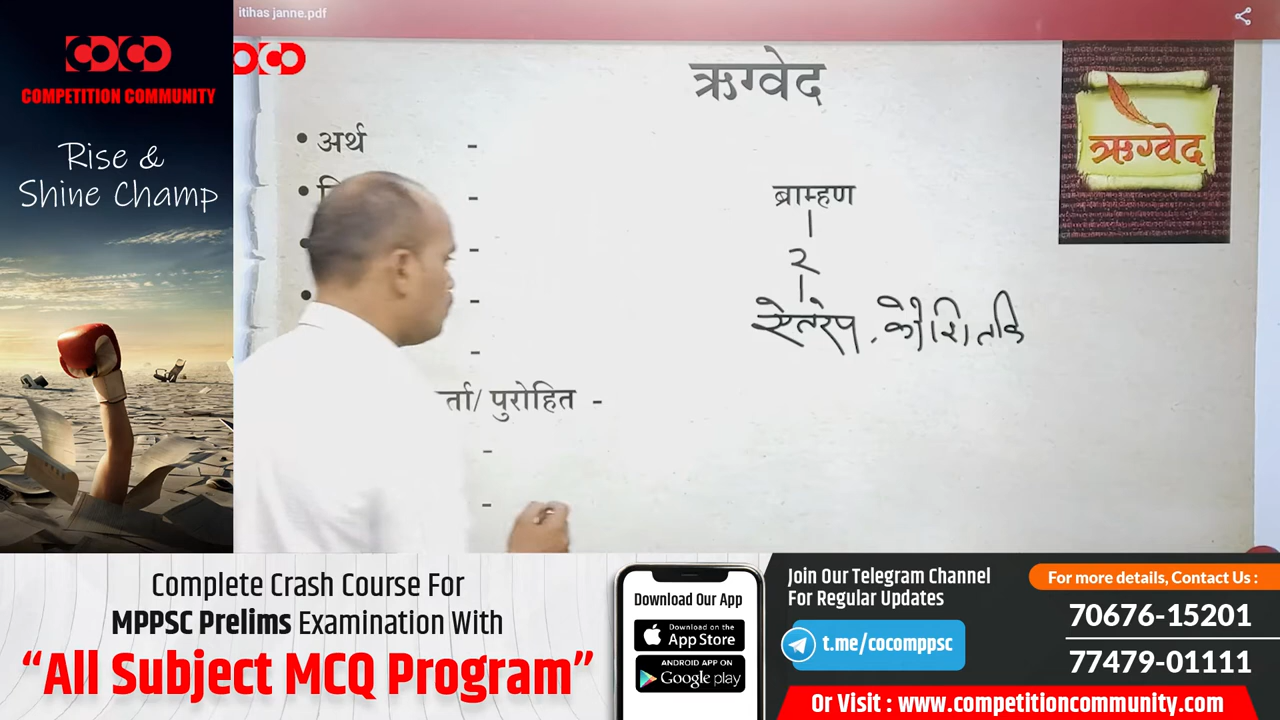 itihas janne.pdf
COCO
COCO
COMPETITION COMMUNITY
Rise &
Shine Champ
ऋग्वेद
ऋग्वेद
• अर्थ -
ब्राम्हण
२
ऐतरेय, कौशितकि
र्ता/ पुरोहित -
Complete Crash Course For
MPPSC Prelims Examination With
“All Subject MCQ Program”
Download Our App
Download on the
App Store
ANDROID APP ON
Google play
Join Our Telegram Channel
For Regular Updates
t.me/cocomppsc
For more details, Contact Us :
70676-15201
77479-01111
Or Visit : www.competitioncommunity.com